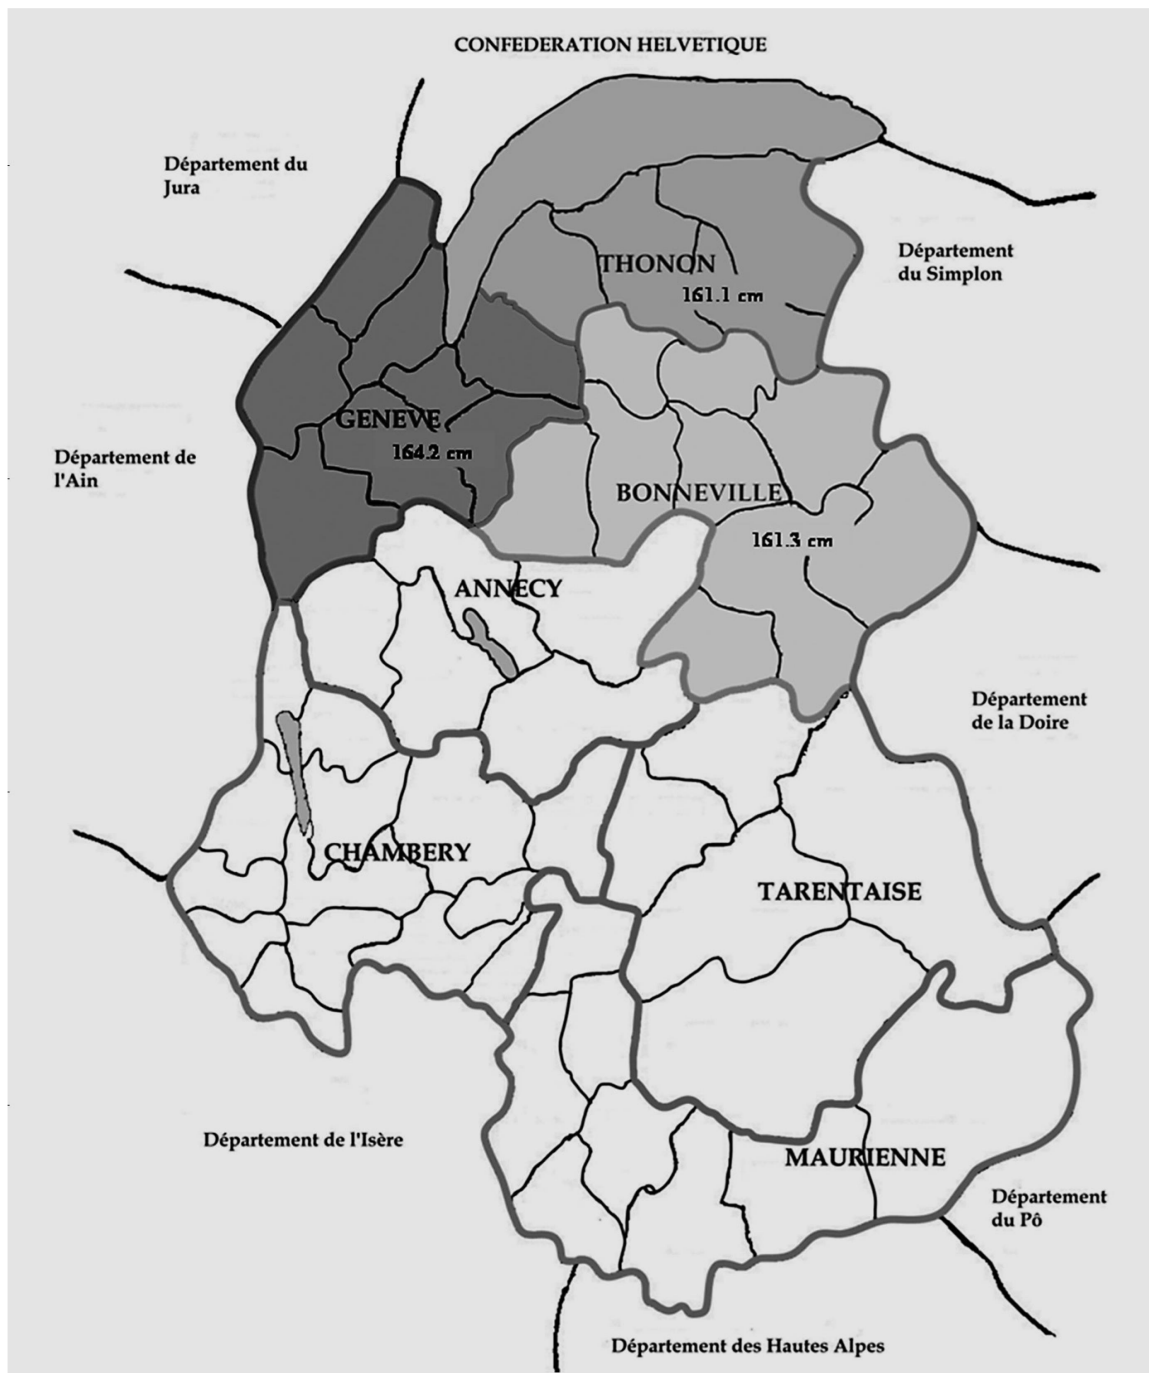 CONFEDERATION HELVETIQUE
Département du
Jura
Département
du Simplon
THONON
161.1 cm
GENEVE
164.2 cm
Département de
l'Ain
BONNEVILLE
161.3 cm
ANNECY
Département
de la Doire
CHAMBERY
TARENTAISE
Département de l'Isère
MAURIENNE
Département
du Pô
Département des Hautes Alpes